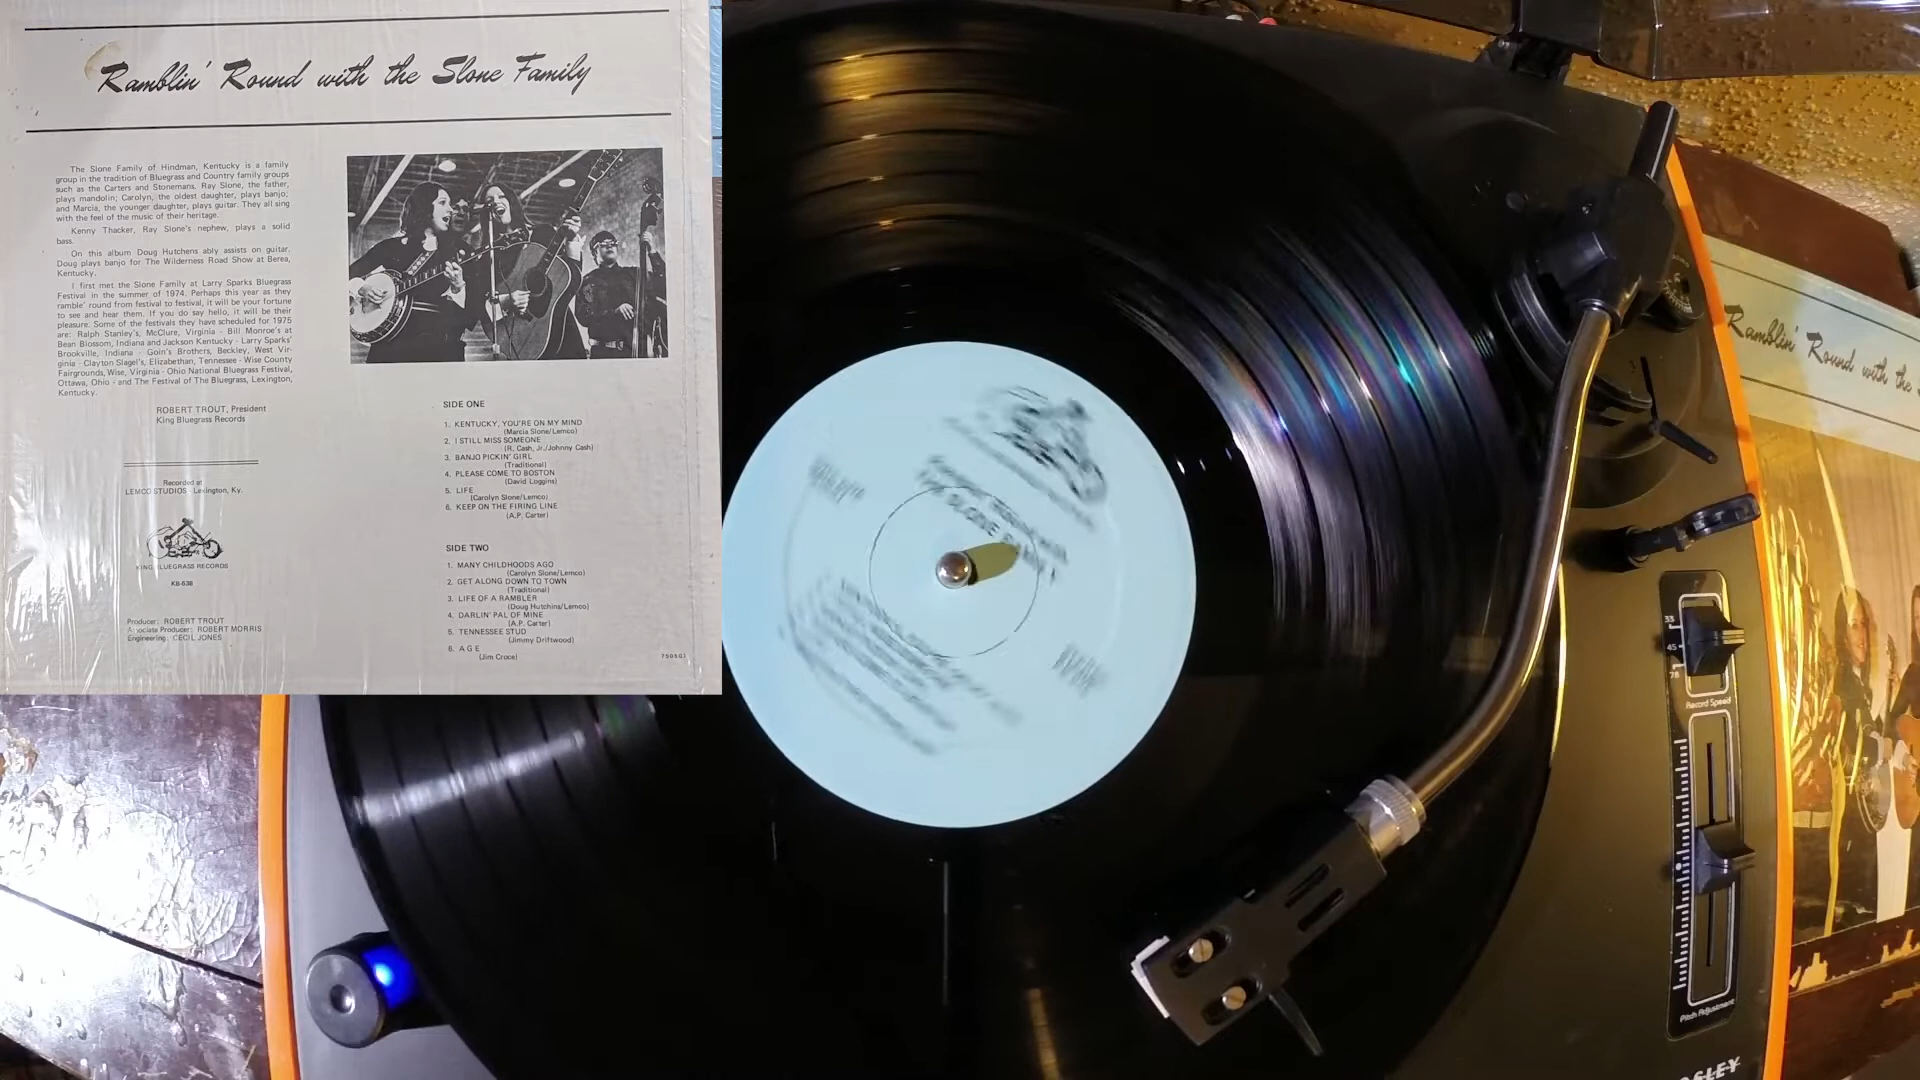 Ramblin' Round with the Slone Family
The Slone Family of Hindman, Kentucky is a family
group in the tradition of Bluegrass and Country family groups
such as the Carters and Stonemans. Ray Slone, the father,
plays mandolin; Carolyn, the oldest daughter, plays banjo;
and Marcia, the younger daughter, plays guitar. They all sing
with the feel of the music of their heritage.
Kenny Thacker, Ray Slone's nephew, plays a solid
bass.
On this album Doug Hutchens ably assists on guitar.
Doug plays banjo for The Wilderness Road Show at Berea,
Kentucky.
I first met the Slone Family at Larry Sparks Bluegrass
Festival in the summer of 1974. Perhaps this year as they
ramble' round from festival to festival, it will be your fortune
to see and hear them. If you do say hello, it will be their
pleasure. Some of the festivals they have scheduled for 1975
are: Ralph Stanley's, McClure, Virginia - Bill Monroe's at
Bean Blossom, Indiana and Jackson Kentucky - Larry Sparks'
Brookville, Indiana - Goin's Brothers, Beckley, West Vir-
ginia - Clayton Slagel's, Elizabethan, Tennessee - Wise County
Fairgrounds, Wise, Virginia - Ohio National Bluegrass Festival,
Ottawa, Ohio - and The Festival of The Bluegrass, Lexington,
Kentucky.
ROBERT TROUT, President
King Bluegrass Records
Recorded at
LEMCO STUDIOS - Lexington, Ky.
KING BLUEGRASS RECORDS
KB-538
Producer: ROBERT TROUT
Associate Producer: ROBERT MORRIS
Engineering: CECIL JONES
SIDE ONE
1. KENTUCKY, YOU'RE ON MY MIND
(Marcia Slone/Lemco)
2. I STILL MISS SOMEONE
(R. Cash, Jr./Johnny Cash)
3. BANJO PICKIN' GIRL
(Traditional)
4. PLEASE COME TO BOSTON
(David Loggins)
5. LIFE
(Carolyn Slone/Lemco)
6. KEEP ON THE FIRING LINE
(A.P. Carter)
SIDE TWO
1. MANY CHILDHOODS AGO
(Carolyn Slone/Lemco)
2. GET ALONG DOWN TO TOWN
(Traditional)
3. LIFE OF A RAMBLER
(Doug Hutchins/Lemco)
4. DARLIN' PAL OF MINE
(A.P. Carter)
5. TENNESSEE STUD
(Jimmy Driftwood)
6. AGE
(Jim Croce)
Ramblin' Round with the
33
45
78
Record Speed
Pitch Adjustment
OSLEY